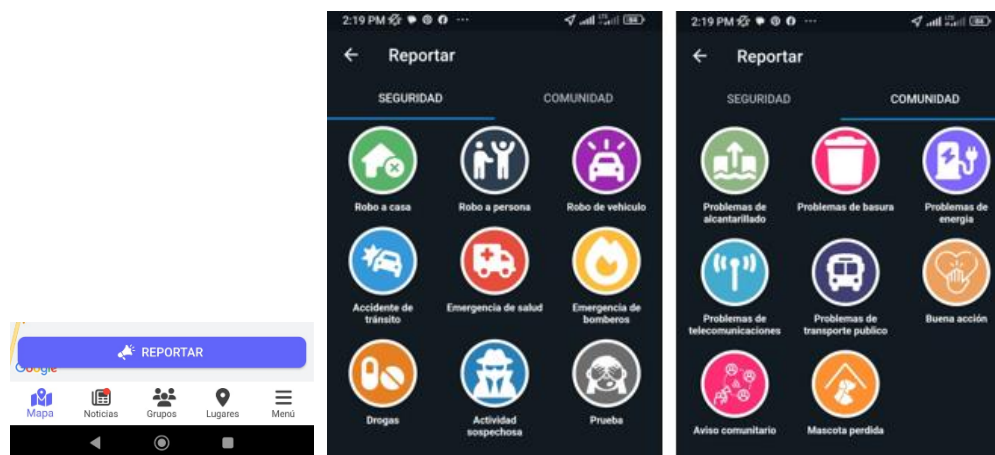 Google
REPORTAR
Mapa
Noticias
Grupos
Lugares
Menú
2:19 PM
84
Reportar
SEGURIDAD
COMUNIDAD
Robo a casa
Robo a persona
Robo de vehículo
Accidente de
tránsito
Emergencia de salud
Emergencia de
bomberos
Drogas
Actividad
sospechosa
Prueba
2:19 PM
84
Reportar
SEGURIDAD
COMUNIDAD
Problemas de
alcantarillado
Problemas de basura
Problemas de
energía
Problemas de
telecomunicaciones
Problemas de
transporte publico
Buena acción
Aviso comunitario
Mascota perdida